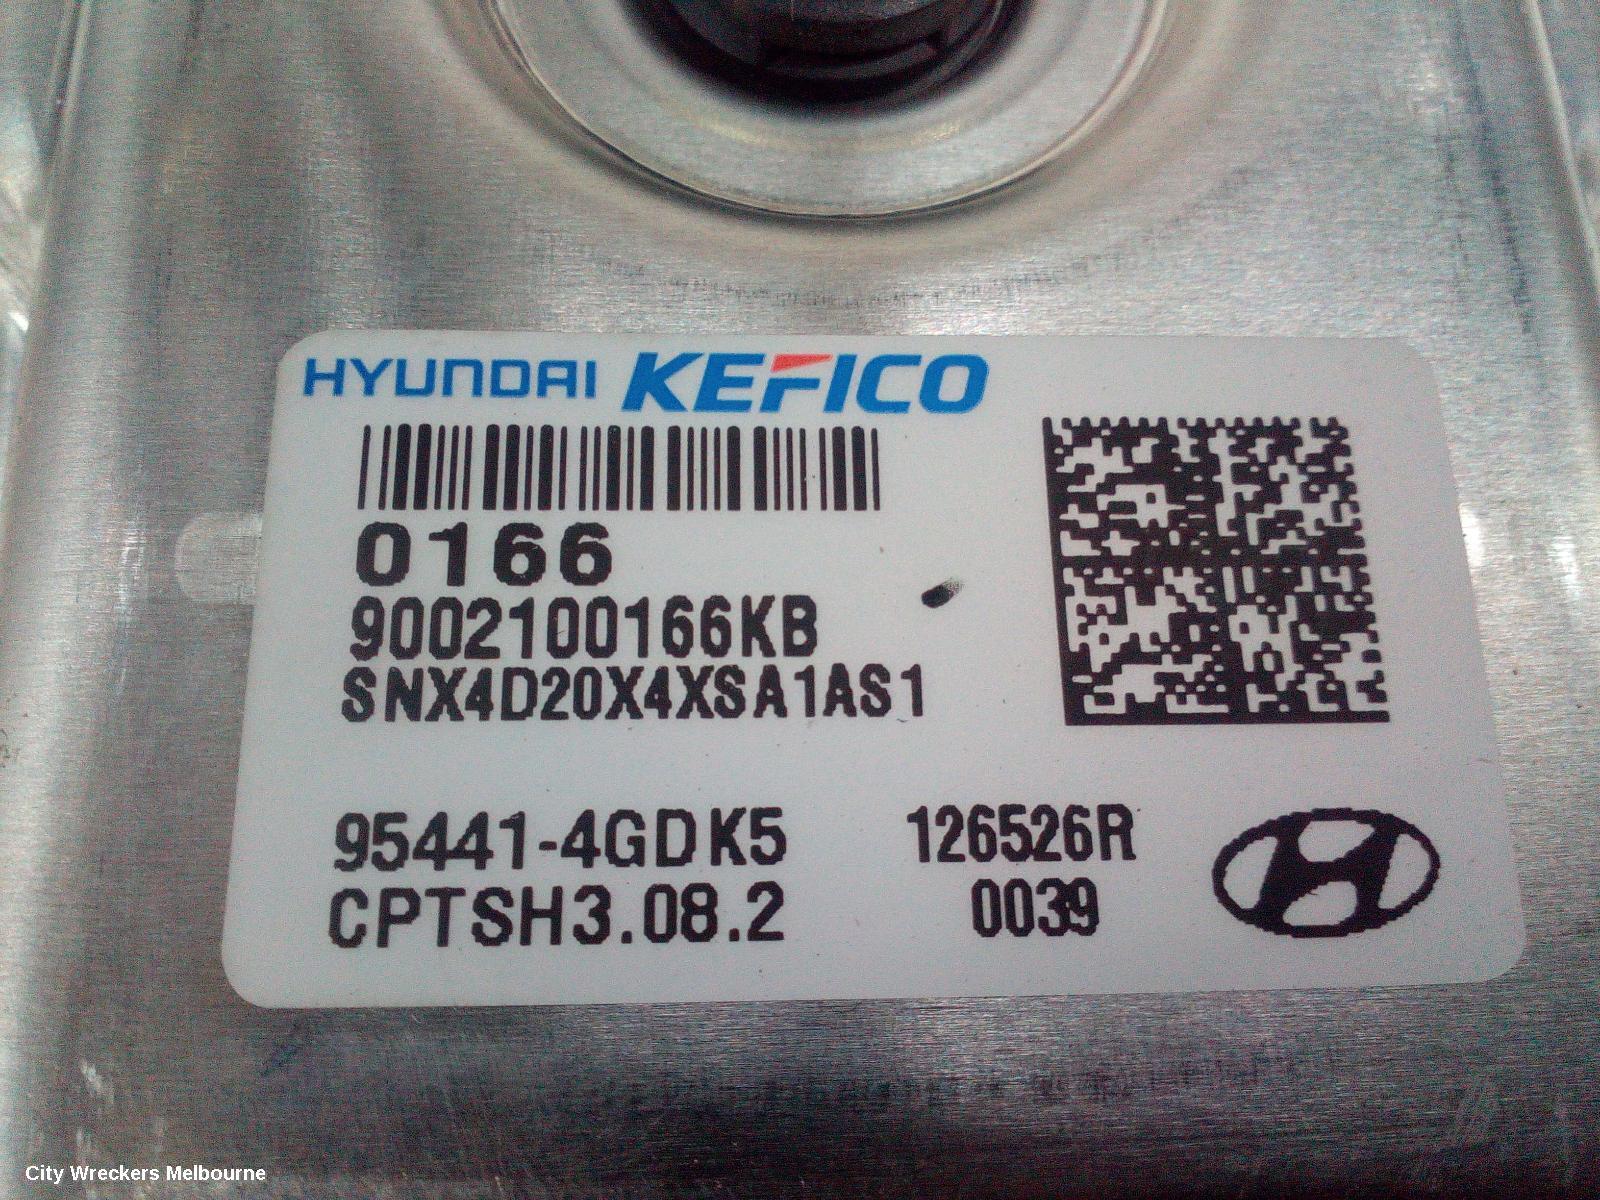 HYUNDAI KEFICO
0166
9002100166KB
SNX4D20X4XSA1AS1
95441-4GDK5 126526R
CPTSH3.08.2 0039
City Wreckers Melbourne